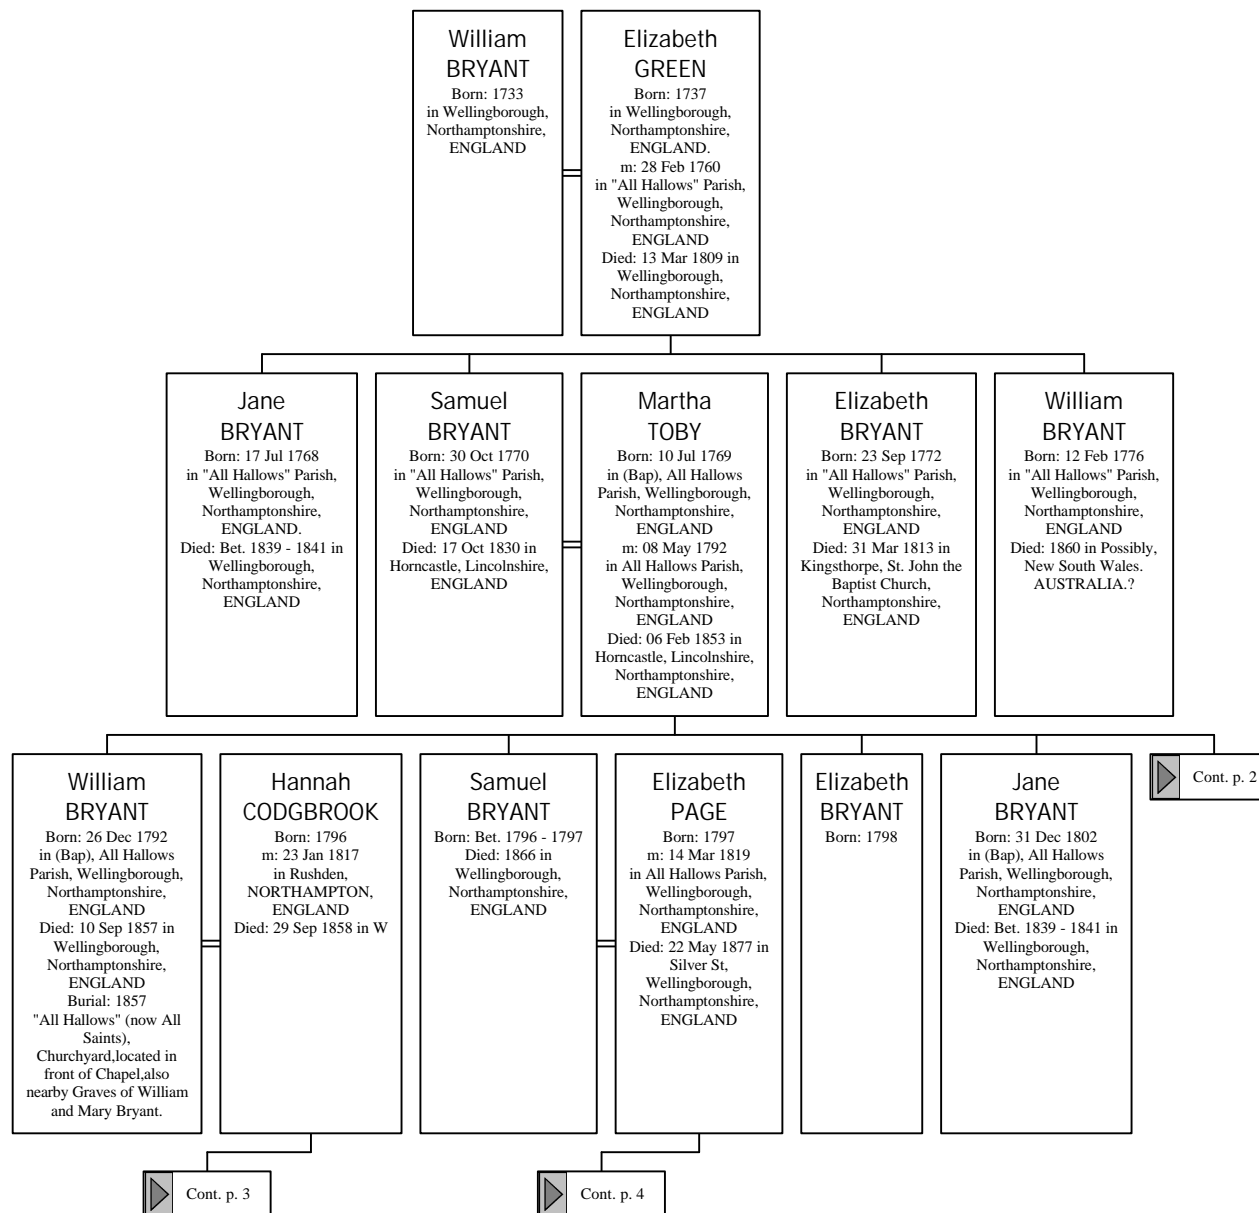 William
BRYANT
Born: 1733
in Wellingborough,
Northamptonshire,
ENGLAND
Elizabeth
GREEN
Born: 1737
in Wellingborough,
Northamptonshire,
ENGLAND.
m: 28 Feb 1760
in "All Hallows" Parish,
Wellingborough,
Northamptonshire,
ENGLAND
Died: 13 Mar 1809 in
Wellingborough,
Northamptonshire,
ENGLAND
Jane
BRYANT
Born: 17 Jul 1768
in "All Hallows" Parish,
Wellingborough,
Northamptonshire,
ENGLAND.
Died: Bet. 1839 - 1841 in
Wellingborough,
Northamptonshire,
ENGLAND
Samuel
BRYANT
Born: 30 Oct 1770
in "All Hallows" Parish,
Wellingborough,
Northamptonshire,
ENGLAND
Died: 17 Oct 1830 in
Horncastle, Lincolnshire,
ENGLAND
Martha
TOBY
Born: 10 Jul 1769
in (Bap), All Hallows
Parish, Wellingborough,
Northamptonshire,
ENGLAND
m: 08 May 1792
in All Hallows Parish,
Wellingborough,
Northamptonshire,
ENGLAND
Died: 06 Feb 1853 in
Horncastle, Lincolnshire,
Northamptonshire,
ENGLAND
Elizabeth
BRYANT
Born: 23 Sep 1772
in "All Hallows" Parish,
Wellingborough,
Northamptonshire,
ENGLAND
Died: 31 Mar 1813 in
Kingsthorpe, St. John the
Baptist Church,
Northamptonshire,
ENGLAND
William
BRYANT
Born: 12 Feb 1776
in "All Hallows" Parish,
Wellingborough,
Northamptonshire,
ENGLAND
Died: 1860 in Possibly,
New South Wales.
AUSTRALIA.?
William
BRYANT
Born: 26 Dec 1792
in (Bap), All Hallows
Parish, Wellingborough,
Northamptonshire,
ENGLAND
Died: 10 Sep 1857 in
Wellingborough,
Northamptonshire,
ENGLAND
Burial: 1857
"All Hallows" (now All
Saints),
Churchyard,located in
front of Chapel,also
nearby Graves of William
and Mary Bryant.
Hannah
CODGBROOK
Born: 1796
m: 23 Jan 1817
in Rushden,
NORTHAMPTON,
ENGLAND
Died: 29 Sep 1858 in W
Samuel
BRYANT
Born: Bet. 1796 - 1797
Died: 1866 in
Wellingborough,
Northamptonshire,
ENGLAND
Elizabeth
PAGE
Born: 1797
m: 14 Mar 1819
in All Hallows Parish,
Wellingborough,
Northamptonshire,
ENGLAND
Died: 22 May 1877 in
Silver St,
Wellingborough,
Northamptonshire,
ENGLAND
Elizabeth
BRYANT
Born: 1798
Jane
BRYANT
Born: 31 Dec 1802
in (Bap), All Hallows
Parish, Wellingborough,
Northamptonshire,
ENGLAND
Died: Bet. 1839 - 1841 in
Wellingborough,
Northamptonshire,
ENGLAND
Cont. p. 2
Cont. p. 3
Cont. p. 4